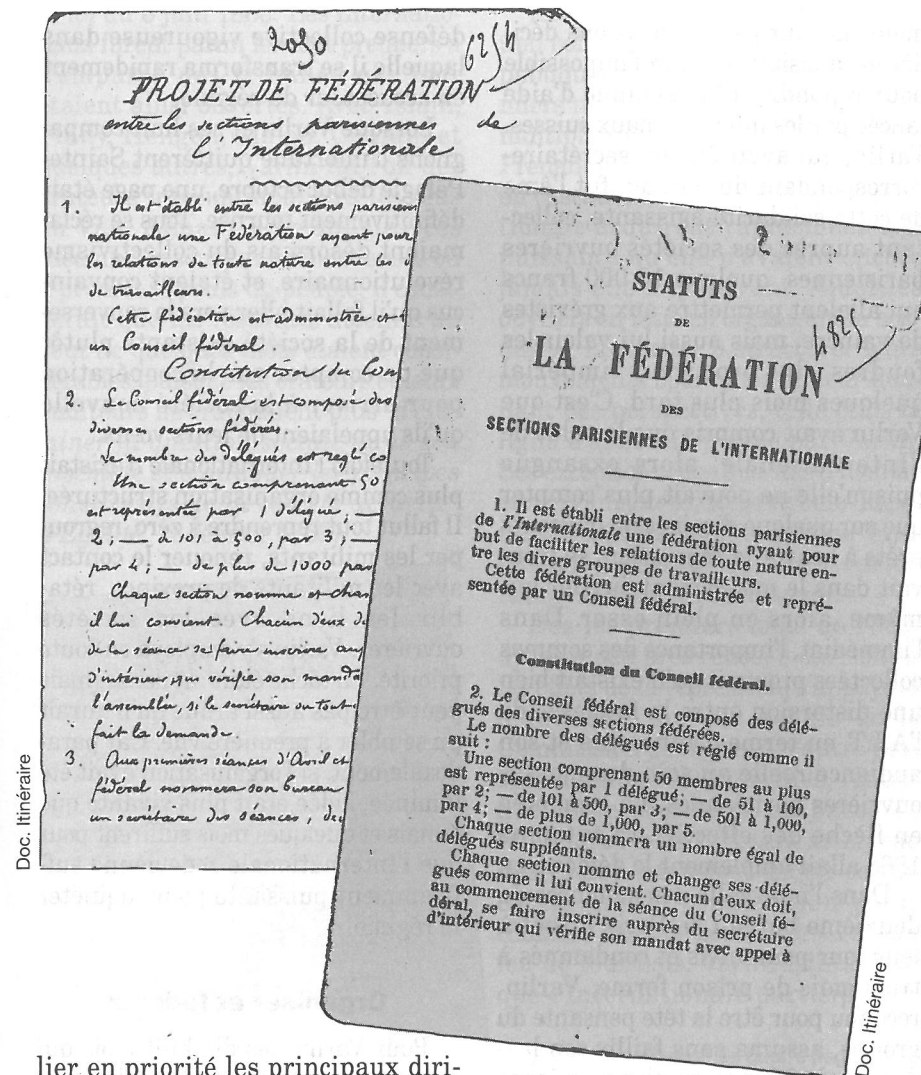 2030
6254
PROJET DE FÉDÉRATION
entre les sections parisiennes de
l'Internationale
1. Il est établi entre les sections parisien
nationale une Fédération ayant pour
les relations de toute nature entre les
de travailleurs.
Cette fédération est administrée et
un Conseil fédéral.
Constitution du Con
2. Le Conseil fédéral est composé des
diverses sections fédérées.
Le nombre des délégués est reglé co
Une section comprenant 50
est représentée par 1 délégué, —
2, — de 101 à 500, par 3, —
par 4, — de plus de 1000 par
Chaque section nomme et chan
il lui convient. Chacun d'eux d
de la séance se faire inscrire au
d'intérieur qui vérifie son manda
l'assemblée, si le secrétaire ou tout
fait la demande.
3. Aux premières séances d'Avril et
fédéral nommera son bureau
un secrétaire des séances, de
Doc. Itinéraire
STATUTS
DE
LA FÉDÉRATION
4825
DES
SECTIONS PARISIENNES DE L'INTERNATIONALE
1. Il est établi entre les sections parisiennes
de l'Internationale une fédération ayant pour
but de faciliter les relations de toute nature en-
tre les divers groupes de travailleurs.
Cette fédération est administrée et repré-
sentée par un Conseil fédéral.
Constitution du Conseil fédéral.
2. Le Conseil fédéral est composé des délé-
gués des diverses sections fédérées.
Le nombre des délégués est réglé comme il
suit :
Une section comprenant 50 membres au plus
est représentée par 1 délégué; — de 51 à 100,
par 2; — de 101 à 500, par 3; — de 501 à 1,000,
par 4; — de plus de 1,000, par 5.
Chaque section nommera un nombre égal de
délégués suppléants.
Chaque section nomme et change ses délé-
gués comme il lui convient. Chacun d'eux doit,
au commencement de la séance du Conseil fé-
déral, se faire inscrire auprès du secrétaire
d'intérieur qui vérifie son mandat avec appel à
Doc. Itinéraire
lier en priorité les principaux diri-